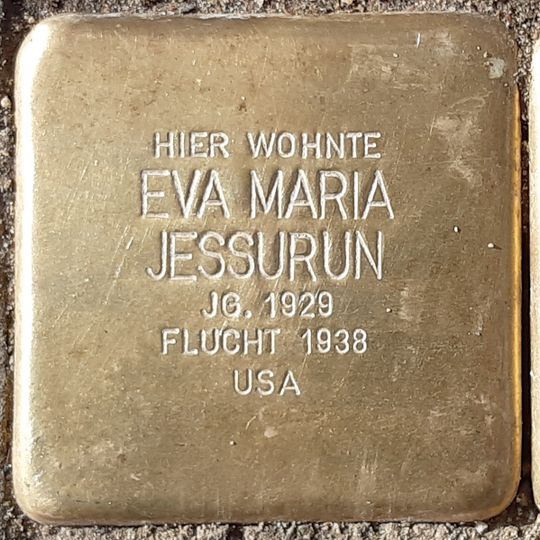 HIER WOHNTE
EVA MARIA
JESSURUN
JG. 1929
FLUCHT 1938
USA